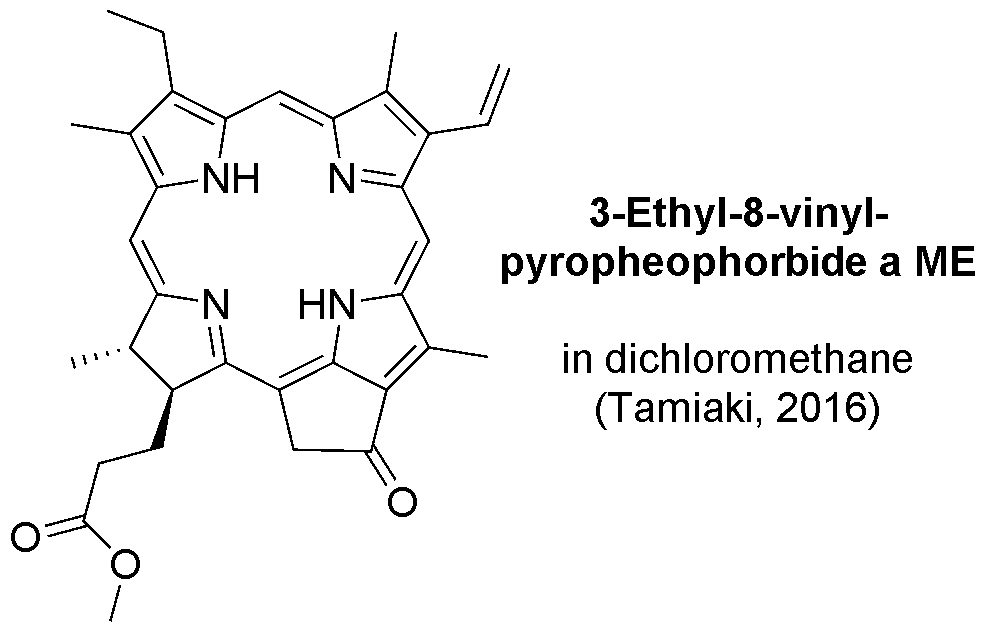 NH
N
3-Ethyl-8-vinyl-
pyropheophorbide a ME
N
HN
in dichloromethane
(Tamiaki, 2016)
O
O
O